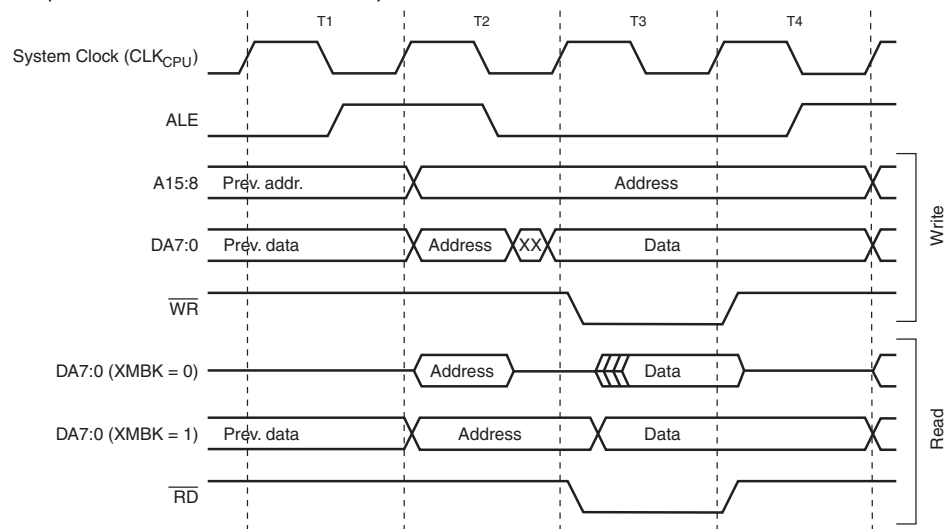 T1 T2 T3 T4
System Clock (CLKCPU)
ALE
A15:8 Prev. addr. Address
DA7:0 Prev. data Address XX Data
WR
Write
DA7:0 (XMBK = 0) Address Data
DA7:0 (XMBK = 1) Prev. data Address Data
RD
Read